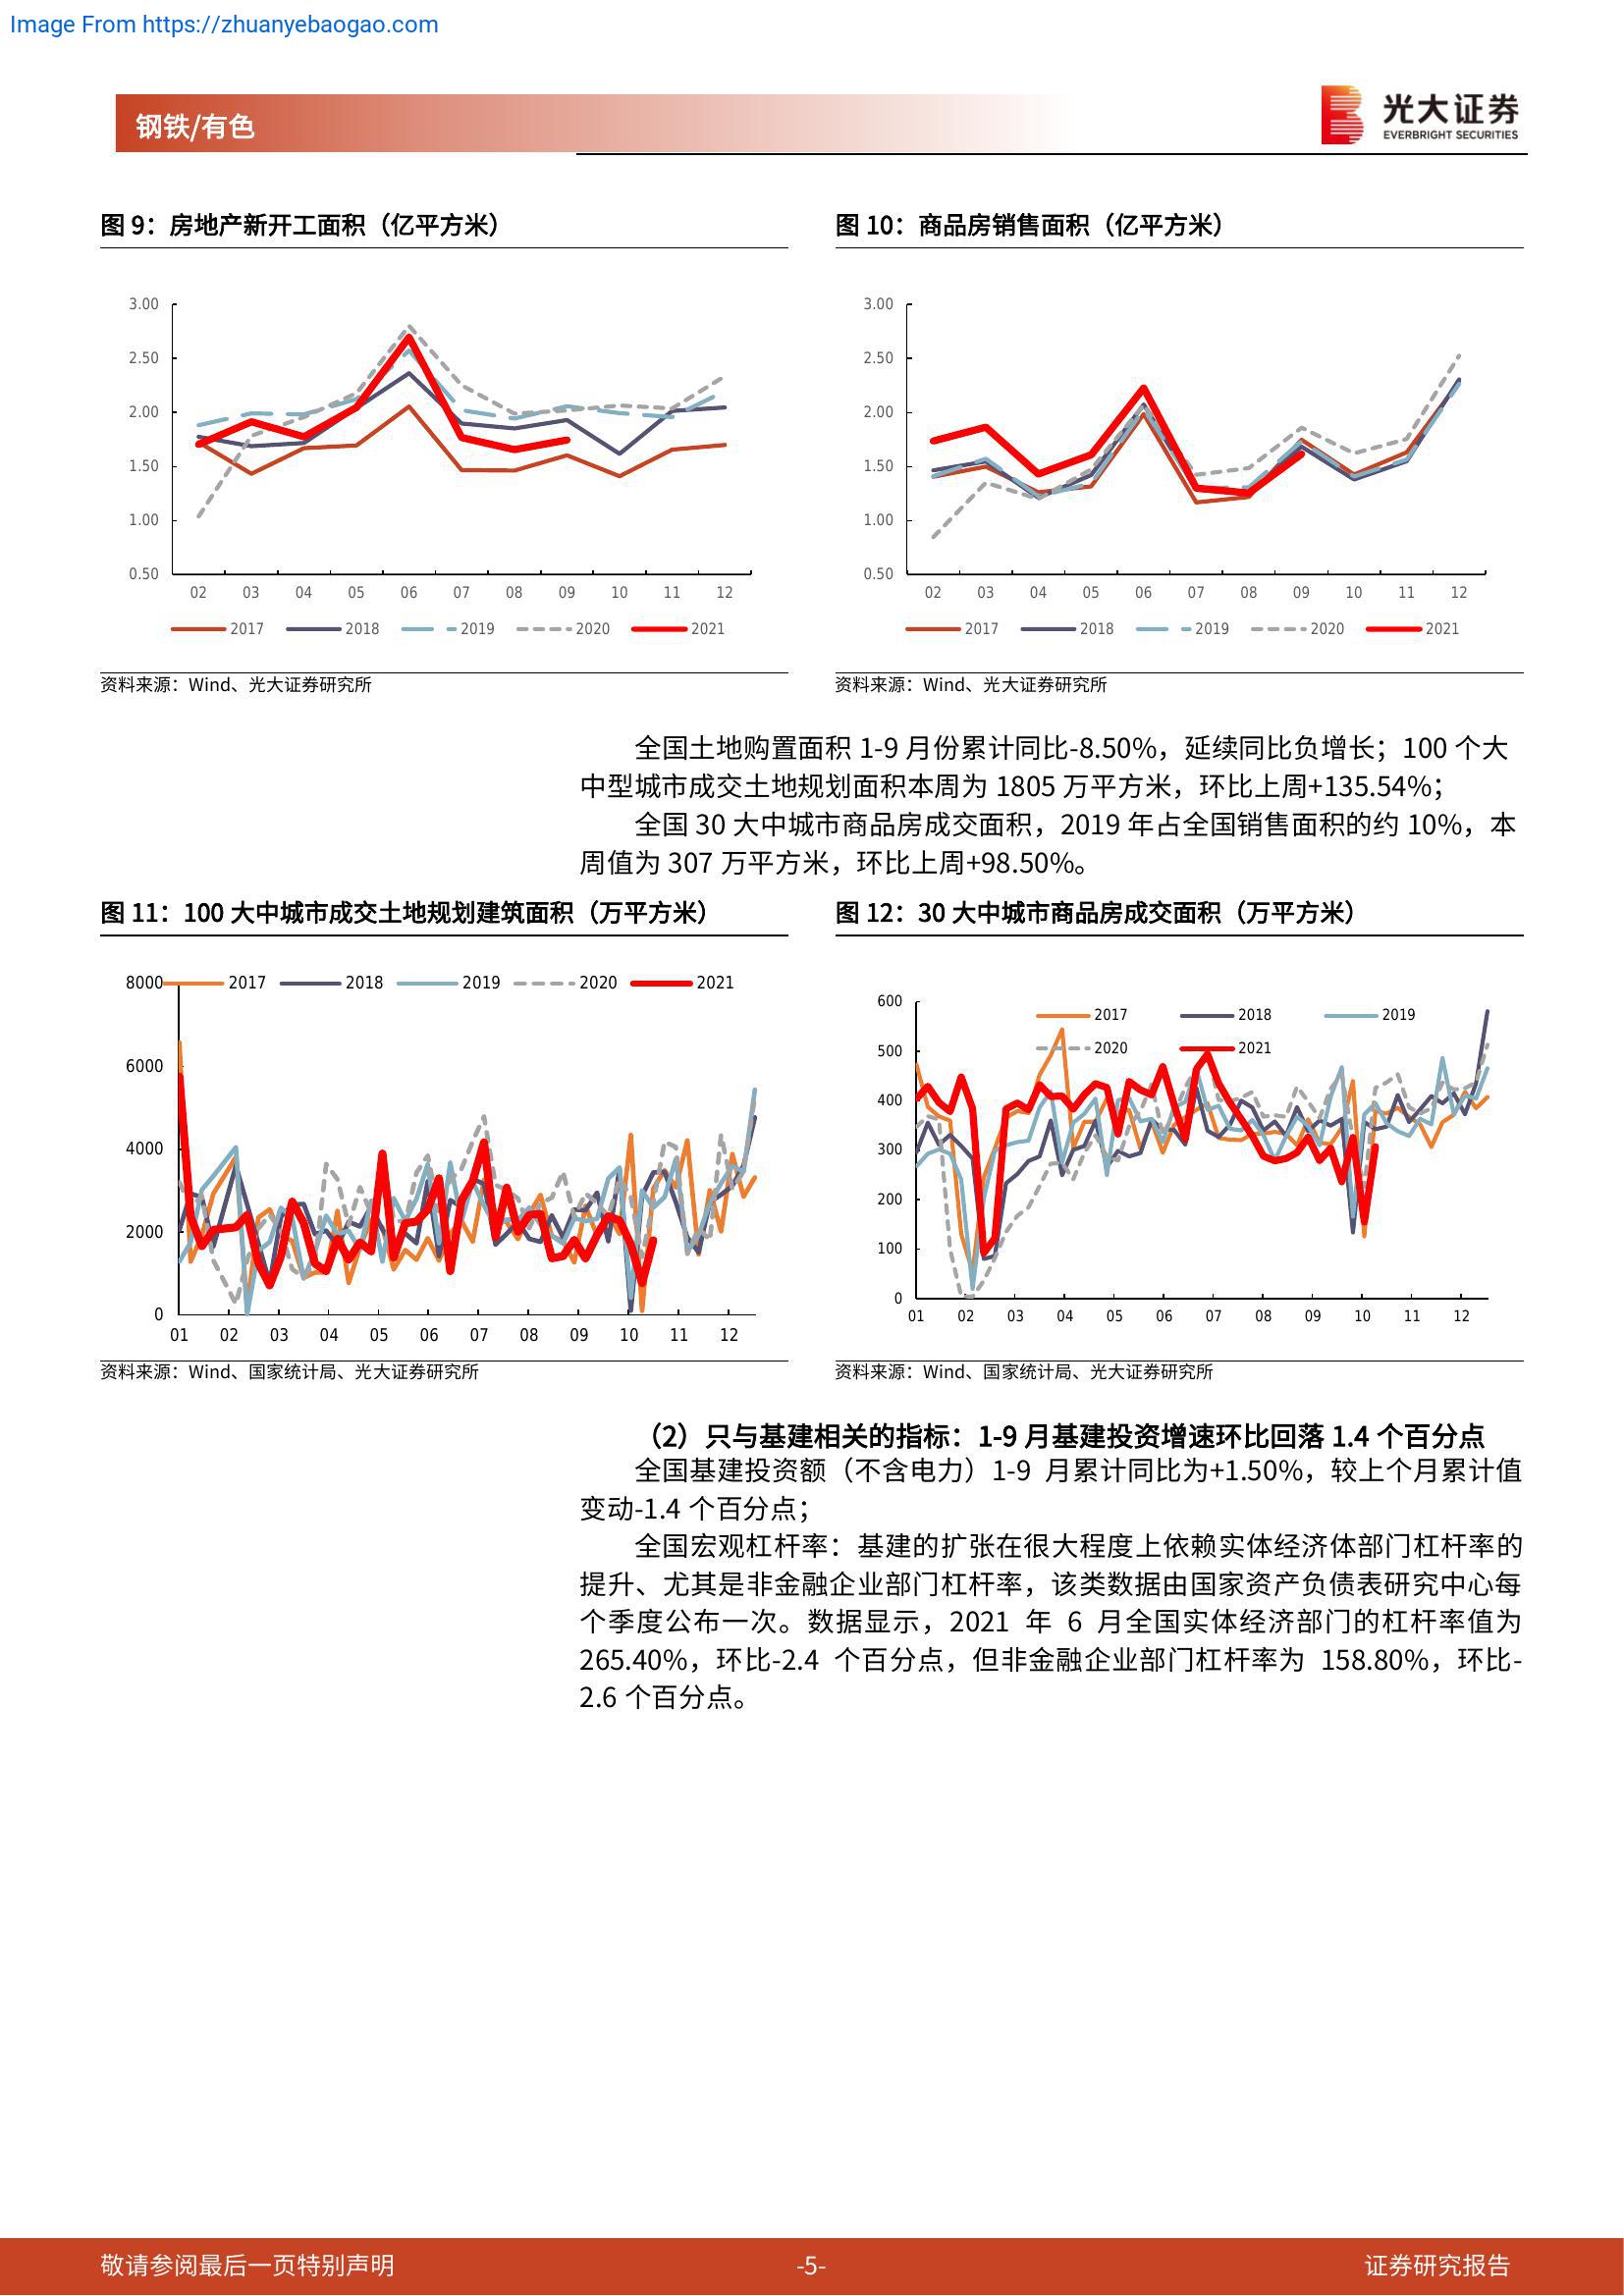 Image From https://zhuanyebaogao.com
钢铁/有色
光大证券
EVERBRIGHT SECURITIES
图 9：房地产新开工面积（亿平方米）
3.00
2.50
2.00
1.50
1.00
0.50
02 03 04 05 06 07 08 09 10 11 12
2017 2018 2019 2020 2021
资料来源：Wind、光大证券研究所
图 10：商品房销售面积（亿平方米）
3.00
2.50
2.00
1.50
1.00
0.50
02 03 04 05 06 07 08 09 10 11 12
2017 2018 2019 2020 2021
资料来源：Wind、光大证券研究所
全国土地购置面积 1-9 月份累计同比-8.50%，延续同比负增长；100 个大
中型城市成交土地规划面积本周为 1805 万平方米，环比上周+135.54%；
全国 30 大中城市商品房成交面积，2019 年占全国销售面积的约 10%，本
周值为 307 万平方米，环比上周+98.50%。
图 11：100 大中城市成交土地规划建筑面积（万平方米）
2017 2018 2019 2020 2021
8000
6000
4000
2000
0
01 02 03 04 05 06 07 08 09 10 11 12
资料来源：Wind、国家统计局、光大证券研究所
图 12：30 大中城市商品房成交面积（万平方米）
2017 2018 2019
2020 2021
600
500
400
300
200
100
0
01 02 03 04 05 06 07 08 09 10 11 12
资料来源：Wind、国家统计局、光大证券研究所
（2）只与基建相关的指标：1-9 月基建投资增速环比回落 1.4 个百分点
全国基建投资额（不含电力）1-9 月累计同比为+1.50%，较上个月累计值
变动-1.4 个百分点；
全国宏观杠杆率：基建的扩张在很大程度上依赖实体经济体部门杠杆率的
提升、尤其是非金融企业部门杠杆率，该类数据由国家资产负债表研究中心每
个季度公布一次。数据显示，2021 年 6 月全国实体经济部门的杠杆率值为
265.40%，环比-2.4 个百分点，但非金融企业部门杠杆率为 158.80%，环比-
2.6 个百分点。
敬请参阅最后一页特别声明
-5-
证券研究报告